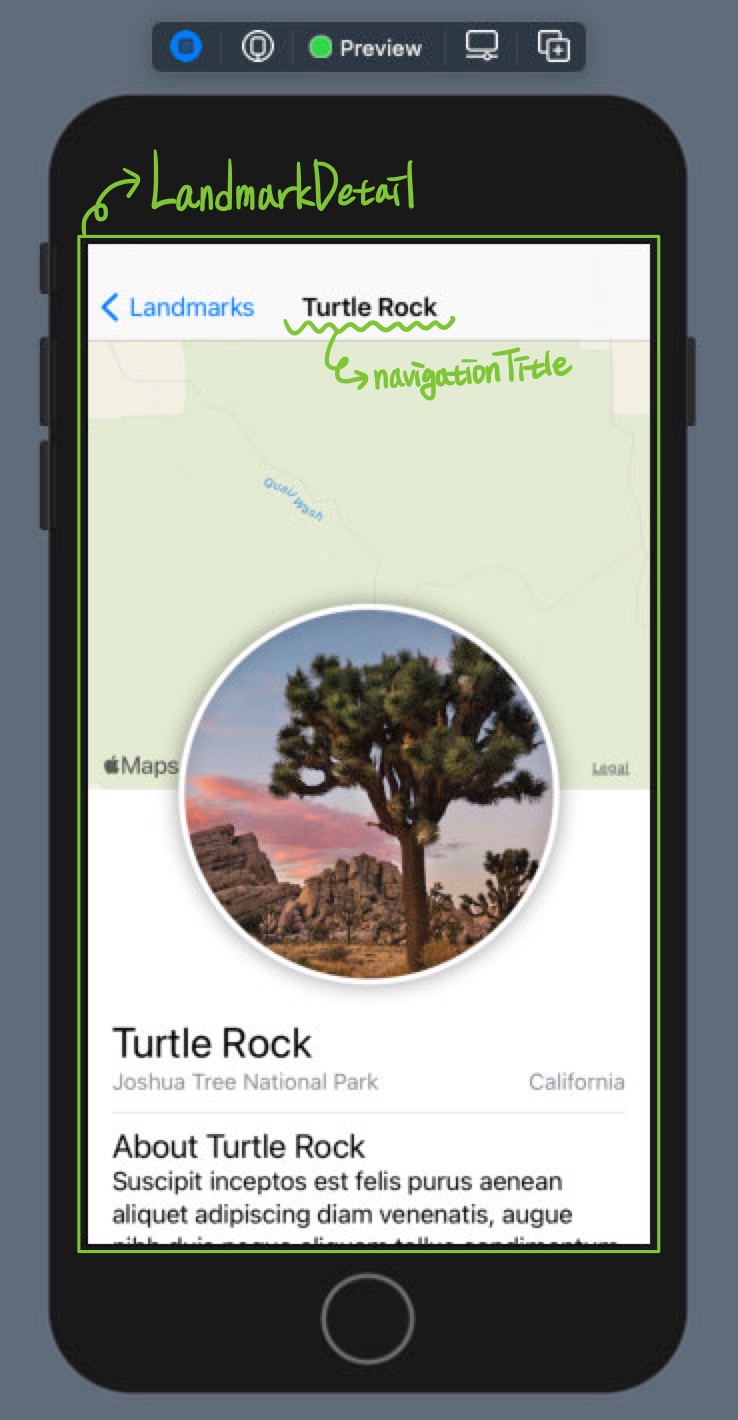 Preview
LandmarkDetail
Landmarks Turtle Rock
navigationTitle
Quail Wash
Maps
Legal
Turtle Rock
Joshua Tree National Park California
About Turtle Rock
Suscipit inceptos est felis purus aenean
aliquet adipiscing diam venenatis, augue